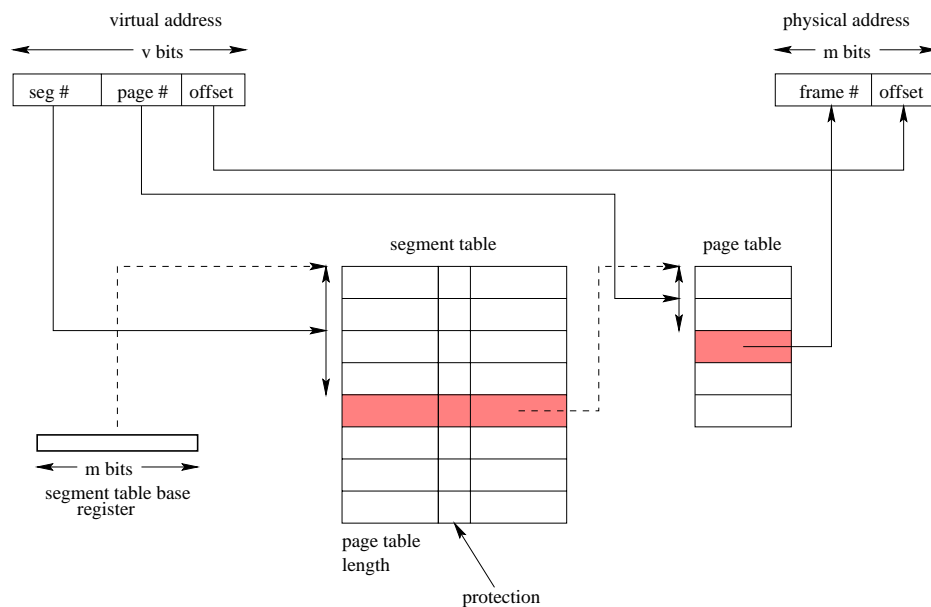 virtual address
physical address
v bits
m bits
seg #
page #
offset
frame #
offset
segment table
page table
m bits
segment table base
register
page table
length
protection